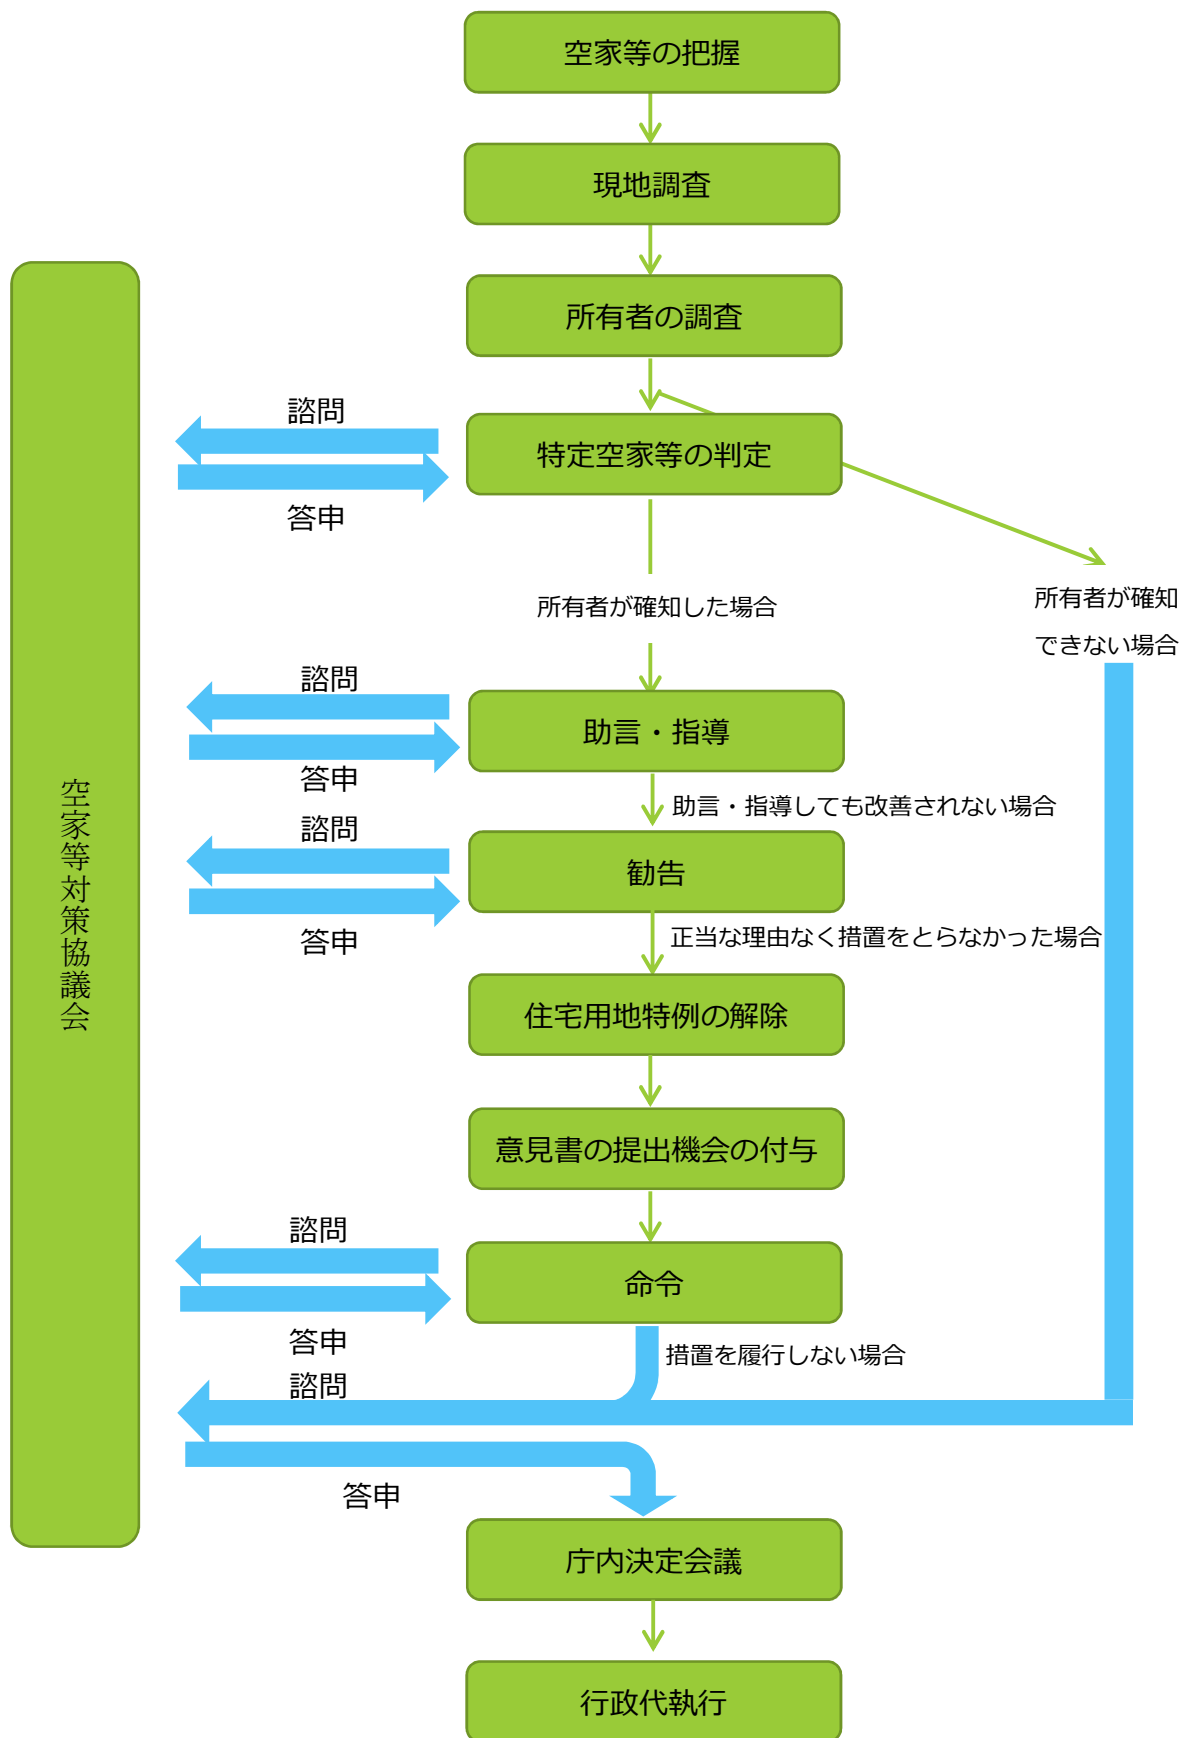 空家等の把握
現地調査
所有者の調査
諮問
特定空家等の判定
答申
所有者が確知した場合
所有者が確知
できない場合
諮問
助言・指導
答申
助言・指導しても改善されない場合
諮問
勧告
答申
正当な理由なく措置をとらなかった場合
空家等対策協議会
住宅用地特例の解除
意見書の提出機会の付与
諮問
命令
答申
措置を履行しない場合
諮問
答申
庁内決定会議
行政代執行